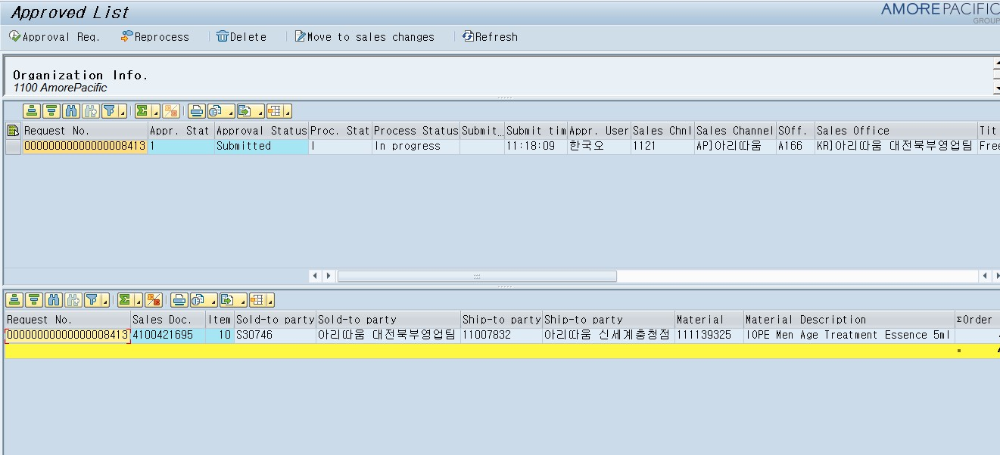 Approved List
AMOREPACIFIC
GROUP
Approval Req. Reprocess Delete Move to sales changes Refresh
Organization Info.
1100 AmorePacific
Request No. Appr. Stat Approval Status Proc. Stat Process Status Submit... Submit tim Appr. User Sales Chnl Sales Channel SOff. Sales Office Tit
00000000000000008413 1 Submitted I In progress 11:18:09 한국오 1121 AP]아리따움 A166 KR]아리따움 대전북부영업팀 Free
Request No. Sales Doc. Item Sold-to party Sold-to party Ship-to party Ship-to party Material Material Description ΣOrder
00000000000000008413 4100421695 10 S30746 아리따움 대전북부영업팀 11007832 아리따움 신세계충청점 111139325 IOPE Men Age Treatment Essence 5ml